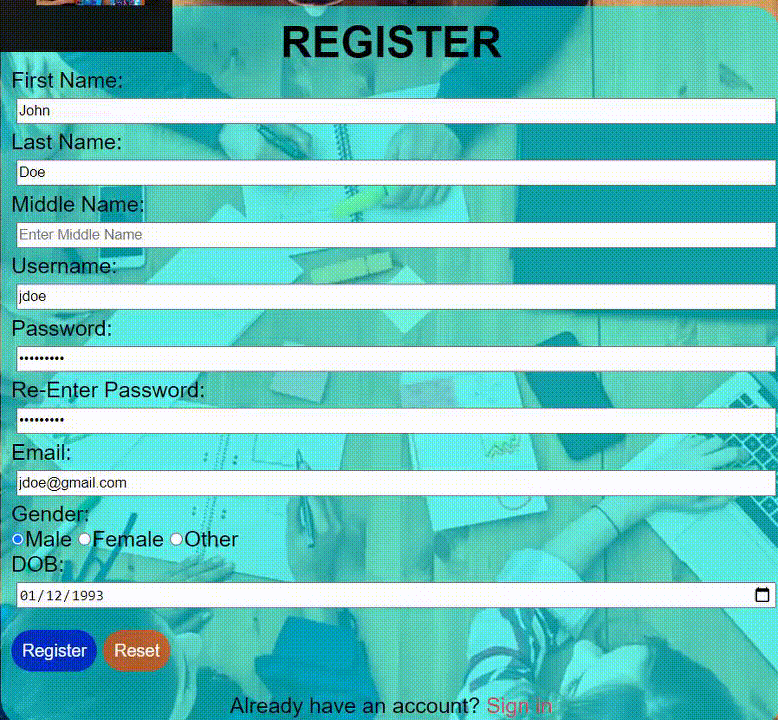 REGISTER
First Name:
John
Last Name:
Doe
Middle Name:
Enter Middle Name
Username:
jdoe
Password:
•••••••••
Re-Enter Password:
•••••••••
Email:
jdoe@gmail.com
Gender:
Male Female Other
DOB:
01/12/1993
Register Reset
Already have an account? Sign in